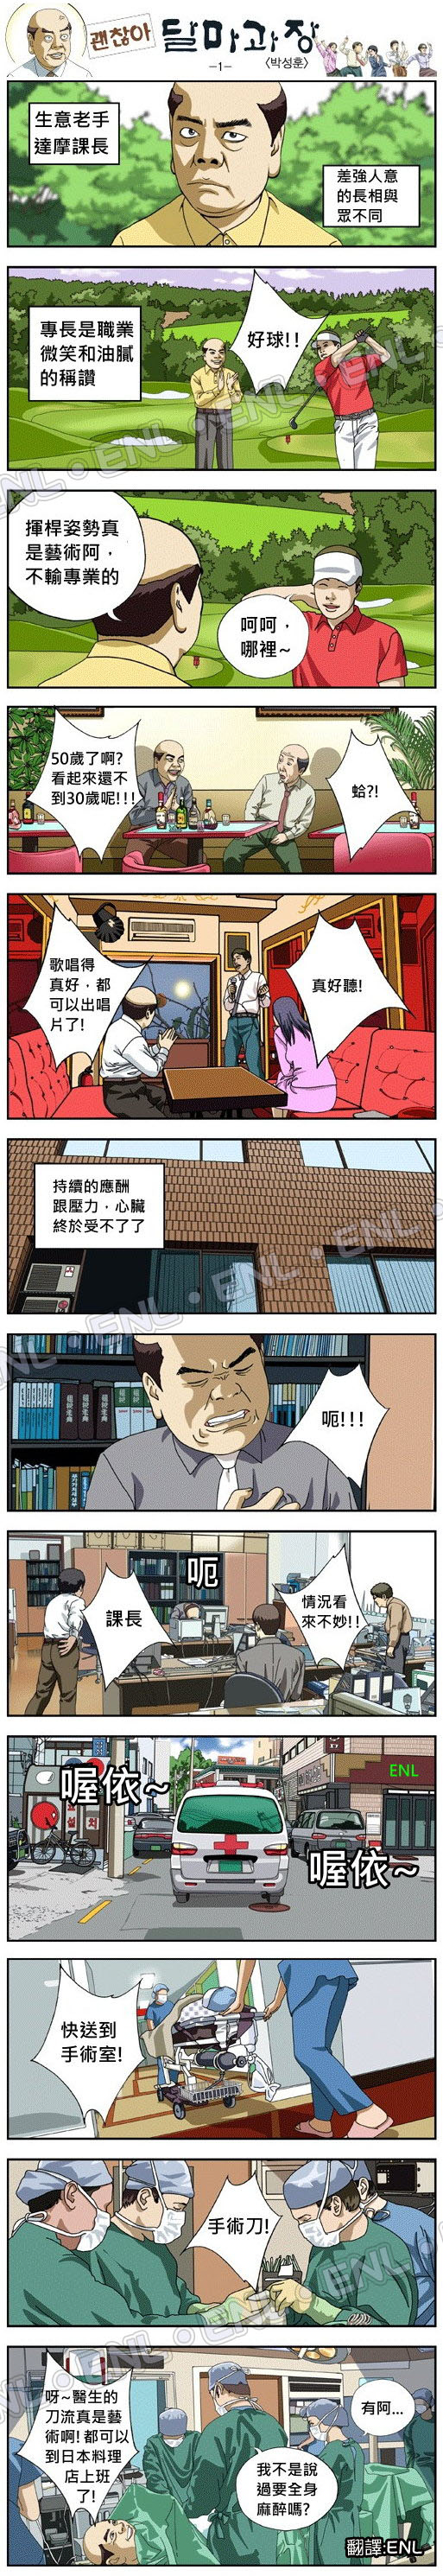 괜찮아
달마과장
-1-
〈박성훈〉
生意老手
達摩課長
差強人意
的長相與
眾不同
專長是職業
微笑和油膩
的稱讚
好球!!
揮桿姿勢真
是藝術阿，
不輸專業的
呵呵，
哪裡~
50歲了啊?
看起來還不
到30歲呢!!!
蛤?!
歌唱得
真好，都
可以出唱
片了!
真好聽!
持續的應酬
跟壓力，心臟
終於受不了了
呃!!!
課長
呃
情況看
來不妙!!
喔依~
ENL
喔依~
快送到
手術室!
手術刀!
呀~醫生的
刀流真是藝
術啊! 都可以
到日本料理
店上班
了!
有阿...
我不是說
過要全身
麻醉嗎?
翻譯:ENL